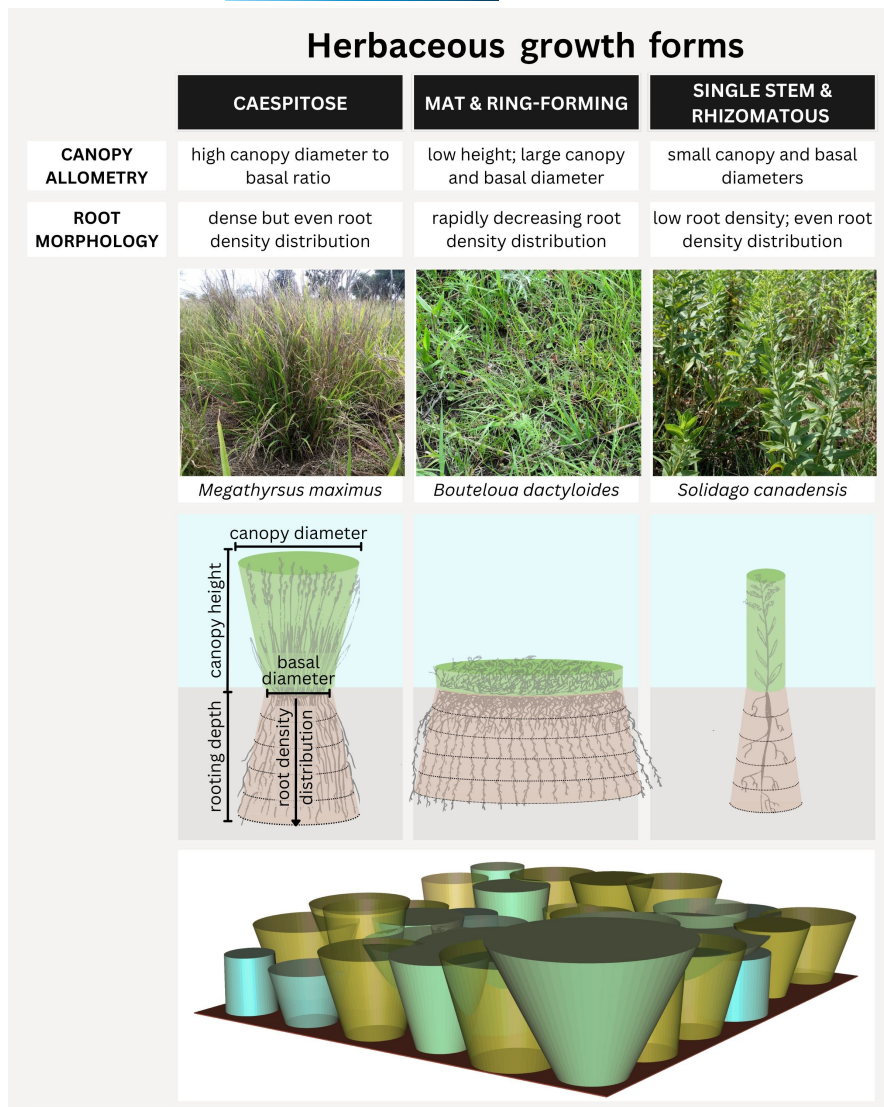 Herbaceous growth forms
CAESPITOSE
MAT & RING-FORMING
SINGLE STEM &
RHIZOMATOUS
CANOPY
ALLOMETRY
high canopy diameter to
basal ratio
low height; large canopy
and basal diameter
small canopy and basal
diameters
ROOT
MORPHOLOGY
dense but even root
density distribution
rapidly decreasing root
density distribution
low root density; even root
density distribution
Megathyrsus maximus
Bouteloua dactyloides
Solidago canadensis
canopy diameter
canopy height
basal
diameter
rooting depth
root density
distribution